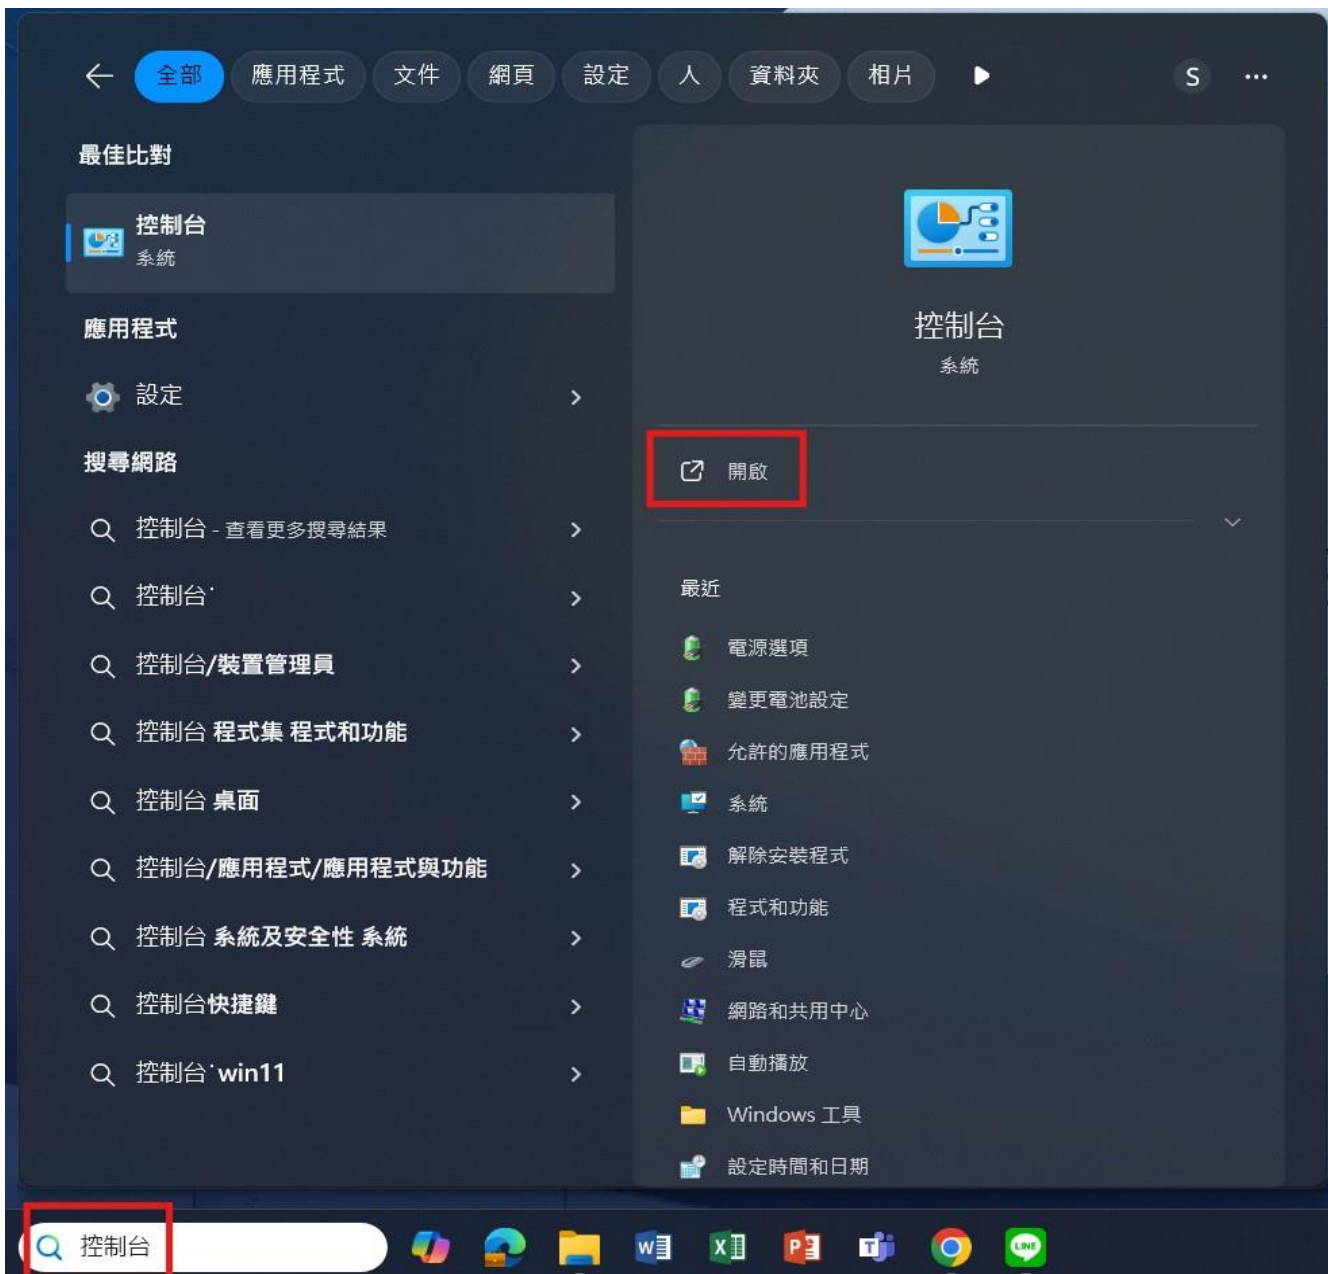 全部 應用程式 文件 網頁 設定 人 資料夾 相片 S
最佳比對
控制台
系統
應用程式
設定
搜尋網路
控制台 - 查看更多搜尋結果
控制台˙
控制台/裝置管理員
控制台 程式集 程式和功能
控制台 桌面
控制台/應用程式/應用程式與功能
控制台 系統及安全性 系統
控制台快捷鍵
控制台˙win11
控制台
系統
開啟
最近
電源選項
變更電池設定
允許的應用程式
系統
解除安裝程式
程式和功能
滑鼠
網路和共用中心
自動播放
Windows 工具
設定時間和日期
控制台
LINE